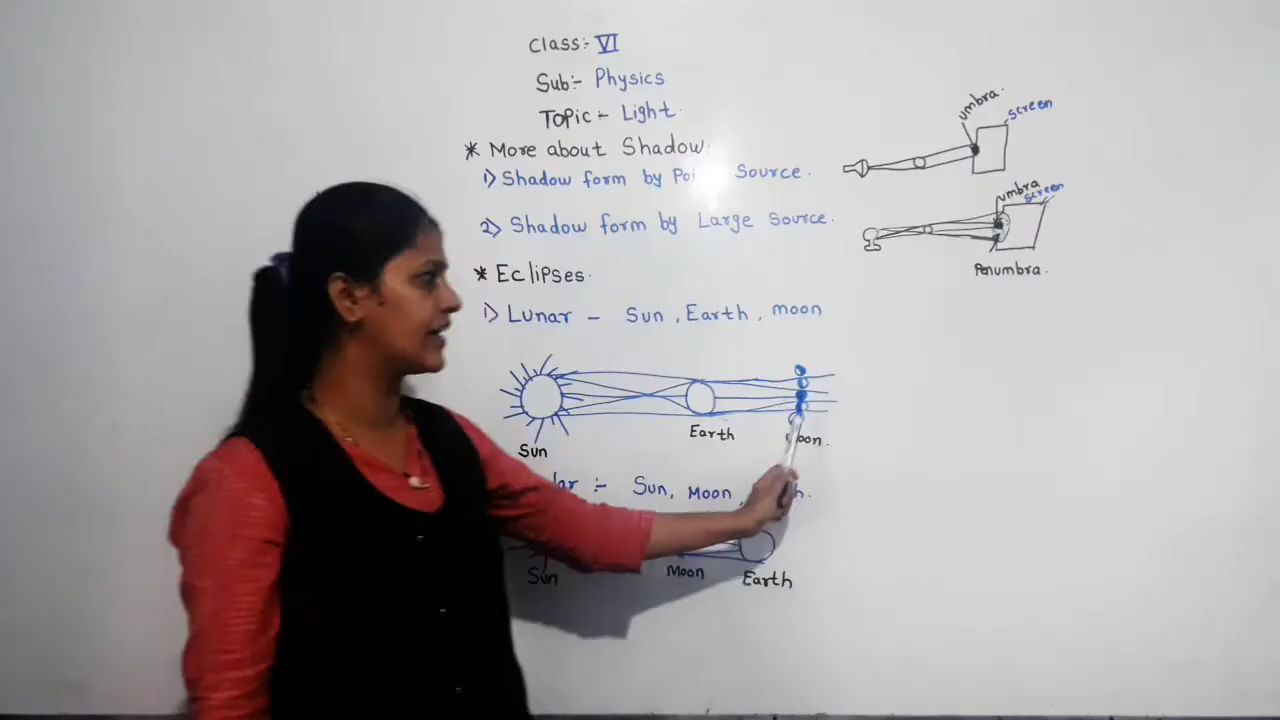 Class:- VI
Sub:- Physics
Topic :- Light.
* More about Shadow.
1) Shadow form by Source.
2) Shadow form by Large Source.
* Eclipses.
1) Lunar - Sun, Earth, moon
Sun
Earth
:- Sun, Moon,
Sun
Moon
Earth
umbra.
screen
umbra
screen
Penumbra.